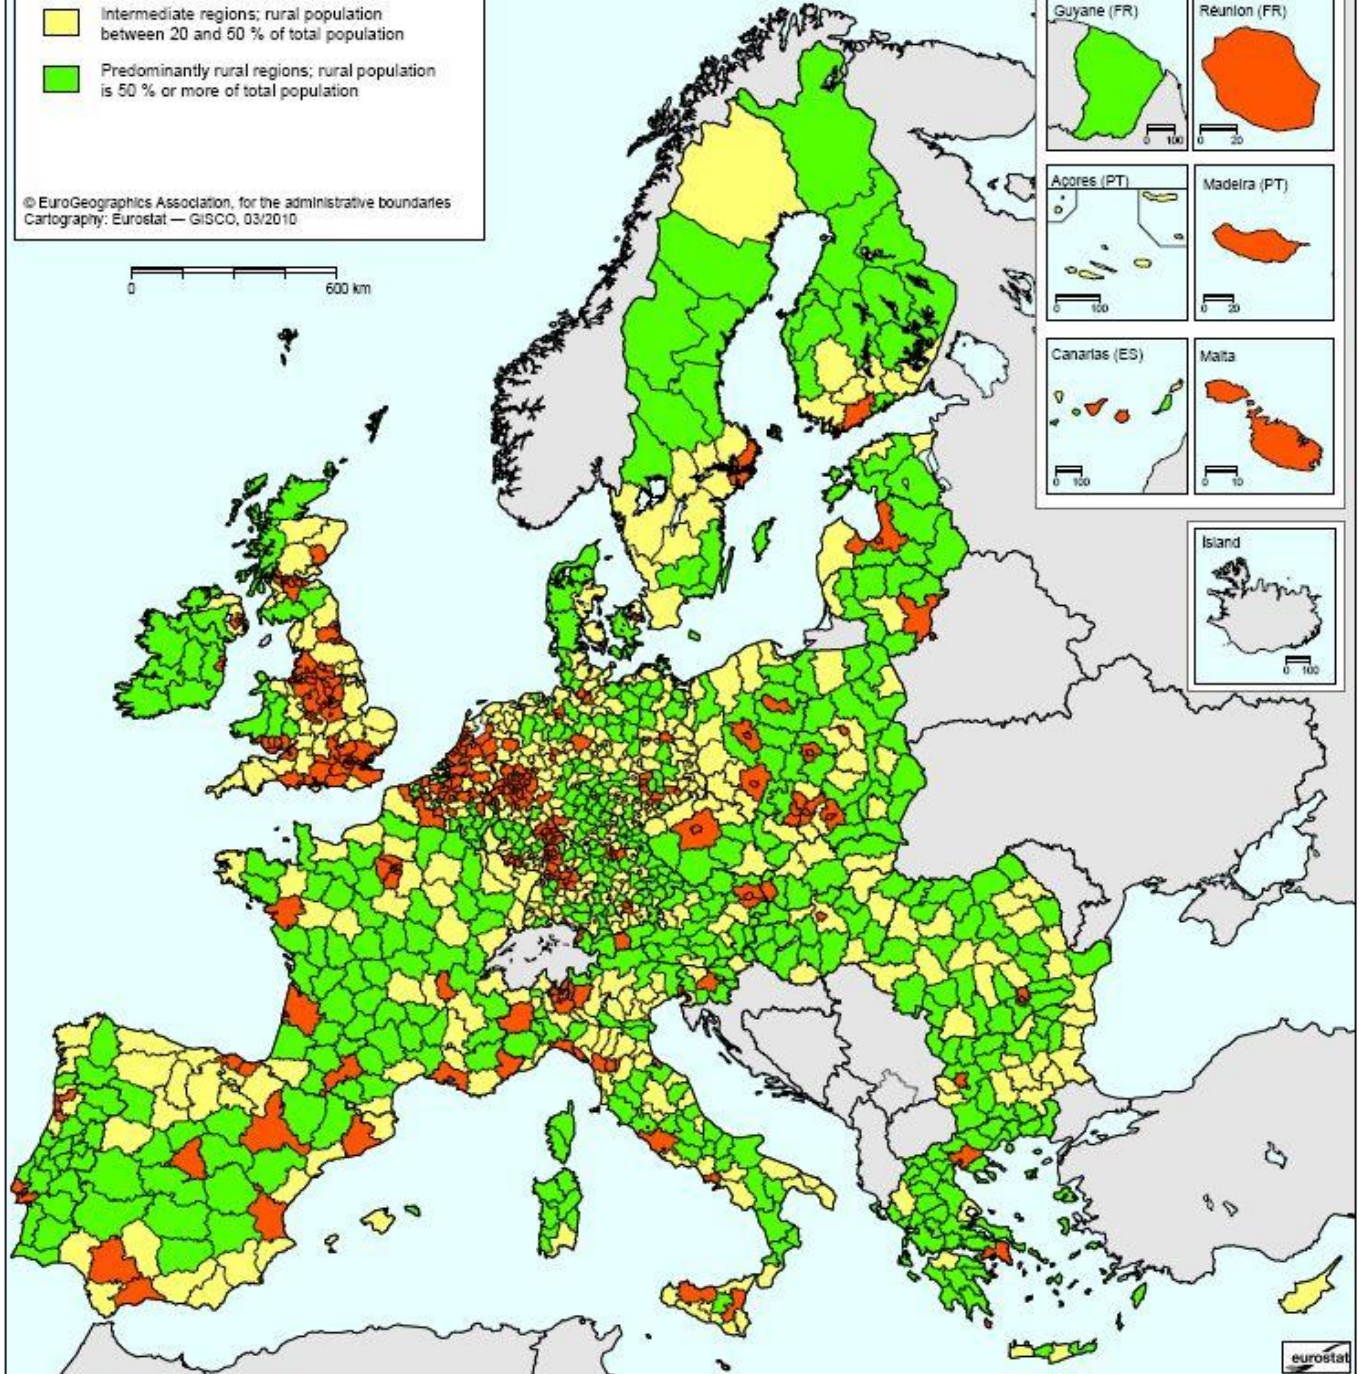 Intermediate regions; rural population
between 20 and 50 % of total population
Predominantly rural regions; rural population
is 50 % or more of total population
© EuroGeographics Association, for the administrative boundaries
Cartography: Eurostat — GISCO, 03/2010
0 600 km
Guyane (FR)
0 100
Réunion (FR)
0 20
Açores (PT)
0 100
Madeira (PT)
0 20
Canarias (ES)
0 100
Malta
0 10
Ísland
0 100
eurostat